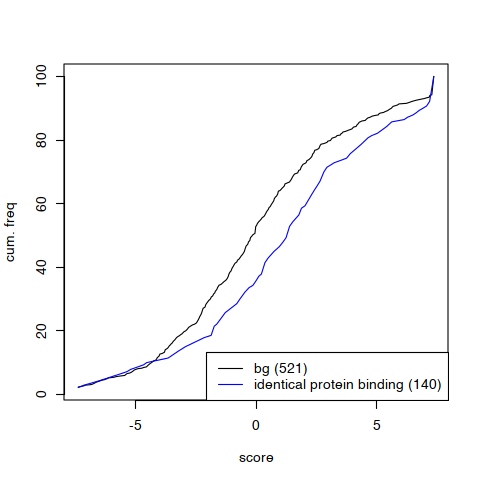 100
80
60
40
20
0
cum. freq
bg (521)
identical protein binding (140)
-5 0 5
score